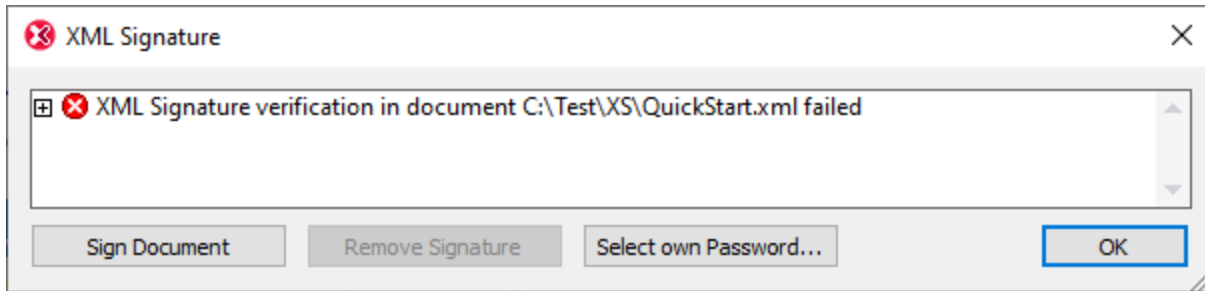 XML Signature
XML Signature verification in document C:\Test\XS\QuickStart.xml failed
Sign Document
Remove Signature
Select own Password...
OK